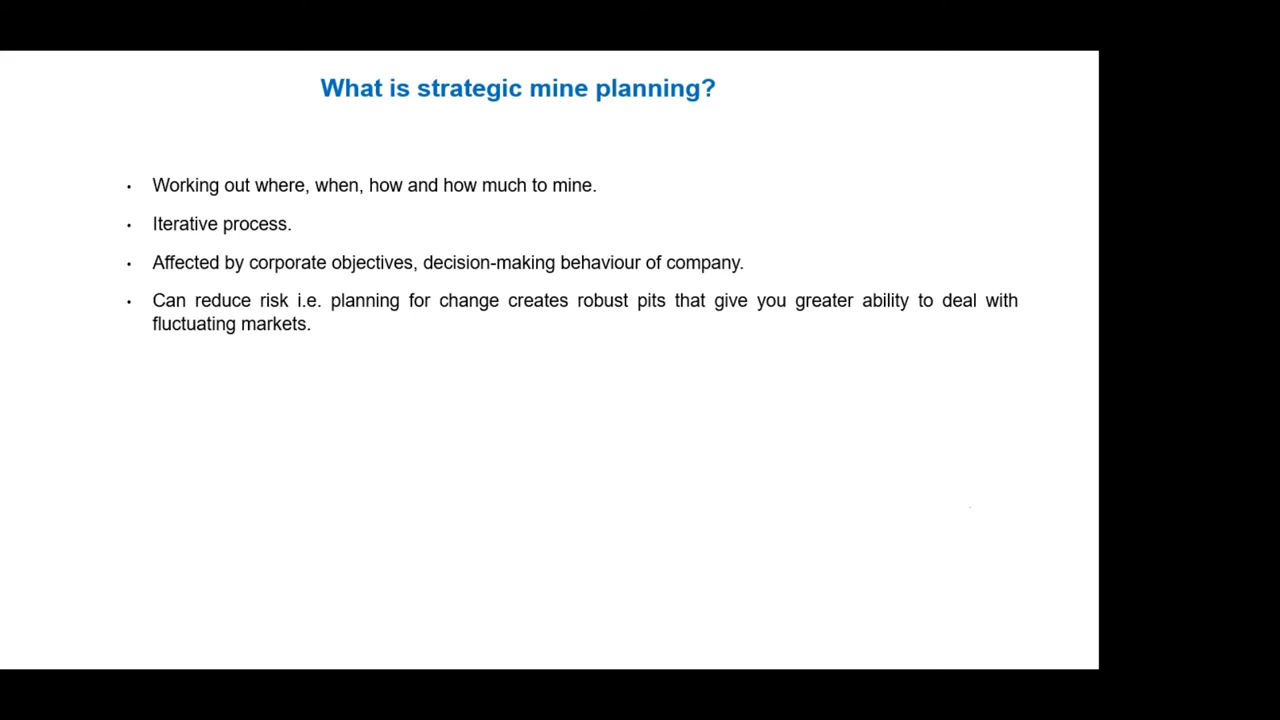 What is strategic mine planning?
• Working out where, when, how and how much to mine.
• Iterative process.
• Affected by corporate objectives, decision-making behaviour of company.
• Can reduce risk i.e. planning for change creates robust pits that give you greater ability to deal with
fluctuating markets.